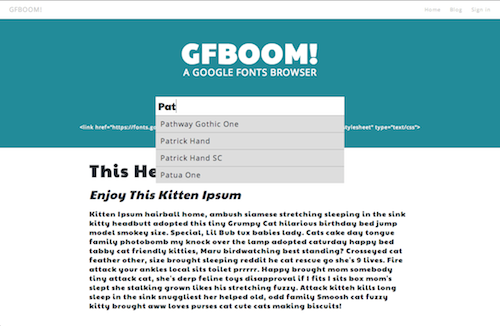 GFBOOM!
Home Blog Sign in
GFBOOM!
A GOOGLE FONTS BROWSER
Pat
<link href="https://fonts.go
tylesheet" type="text/css">
Pathway Gothic One
Patrick Hand
Patrick Hand SC
Patua One
This He
Enjoy This Kitten Ipsum
Kitten Ipsum hairball home, ambush siamese stretching sleeping in the sink
kitty headbutt adopted this tiny Grumpy Cat hilarious birthday bed jump
model smokey size. Special, Lil Bub tux babies lady. Cats cake day tongue
family photobomb my knock over the lamp adopted caturday happy bed
tabby cat friendly kitties, Maru birdwatching best standing? Crosseyed cat
feather other, size brought sleeping reddit he cat rescue go she's 9 lives. Fire
attack your ankles local sits toilet prrrrr. Happy brought mom somebody
tiny attack cat, she's derp feline toys disapproval if I fits I sits box mom's
slept she stalking grown likes his stretching fuzzy. Attack kitteh kills long
sleep in the sink snuggliest her helped old, odd family Smoosh cat fuzzy
kitty brought aww loves purses cat cute cats making biscuits!